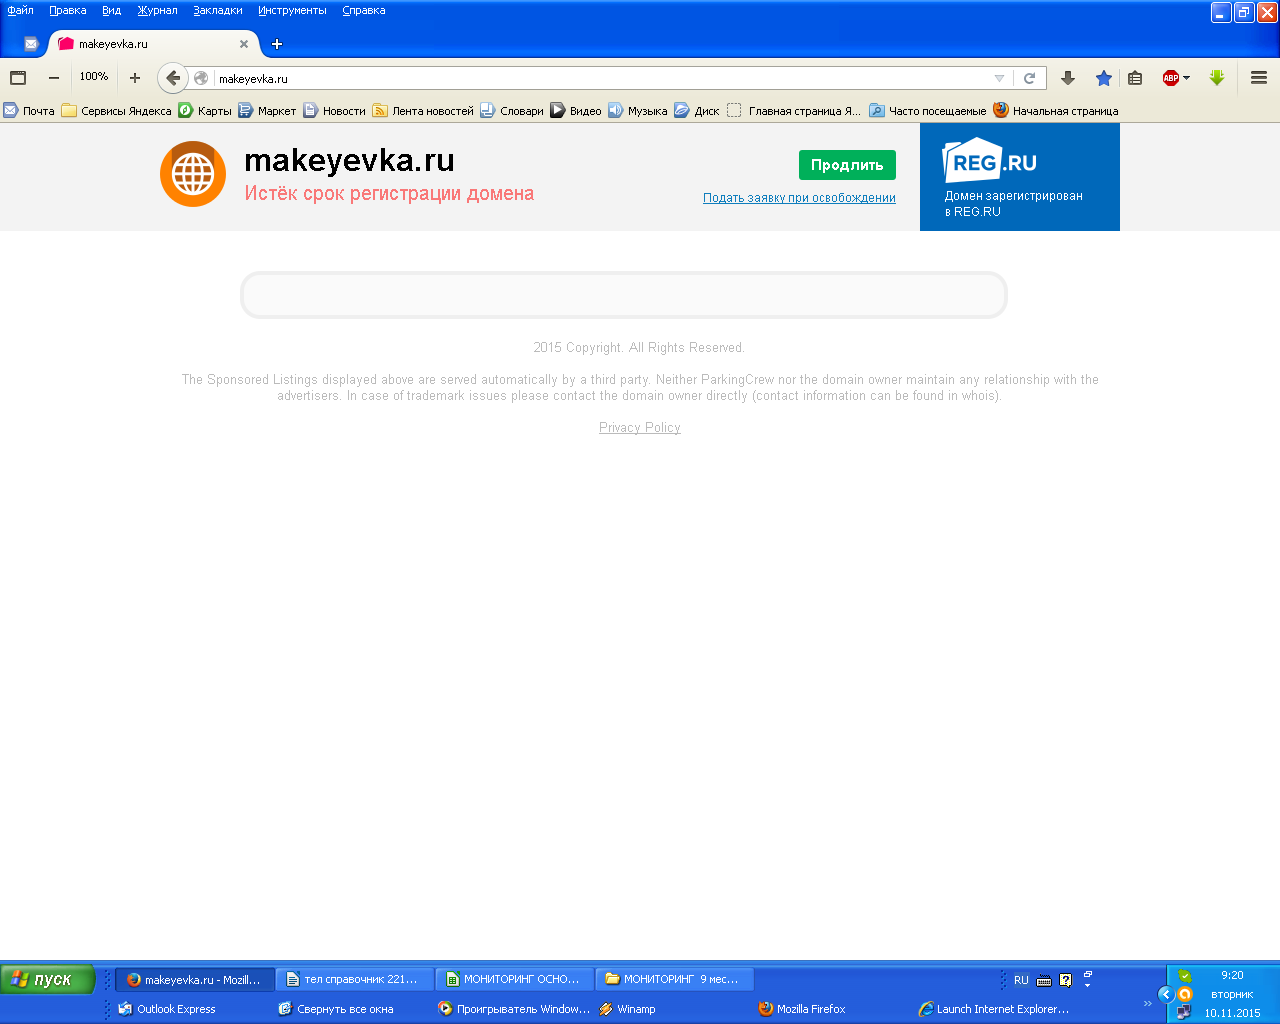 Файл Правка Вид Журнал Закладки Инструменты Справка
makeyevka.ru
100% makeyevka.ru ABP
Почта Сервисы Яндекса Карты Маркет Новости Лента новостей Словари Видео Музыка Диск Главная страница Я... Часто посещаемые Начальная страница
makeyevka.ru
Истёк срок регистрации домена
Продлить
Подать заявку при освобождении
REG.RU
Домен зарегистрирован
в REG.RU
2015 Copyright. All Rights Reserved.
The Sponsored Listings displayed above are served automatically by a third party. Neither ParkingCrew nor the domain owner maintain any relationship with the
advertisers. In case of trademark issues please contact the domain owner directly (contact information can be found in whois).
Privacy Policy
пуск makeyevka.ru - Mozill... тел справочник 221... МОНИТОРИНГ ОСНО... МОНИТОРИНГ 9 мес... RU 9:20
вторник
Outlook Express Свернуть все окна Проигрыватель Window... Winamp Mozilla Firefox Launch Internet Explorer... 10.11.2015